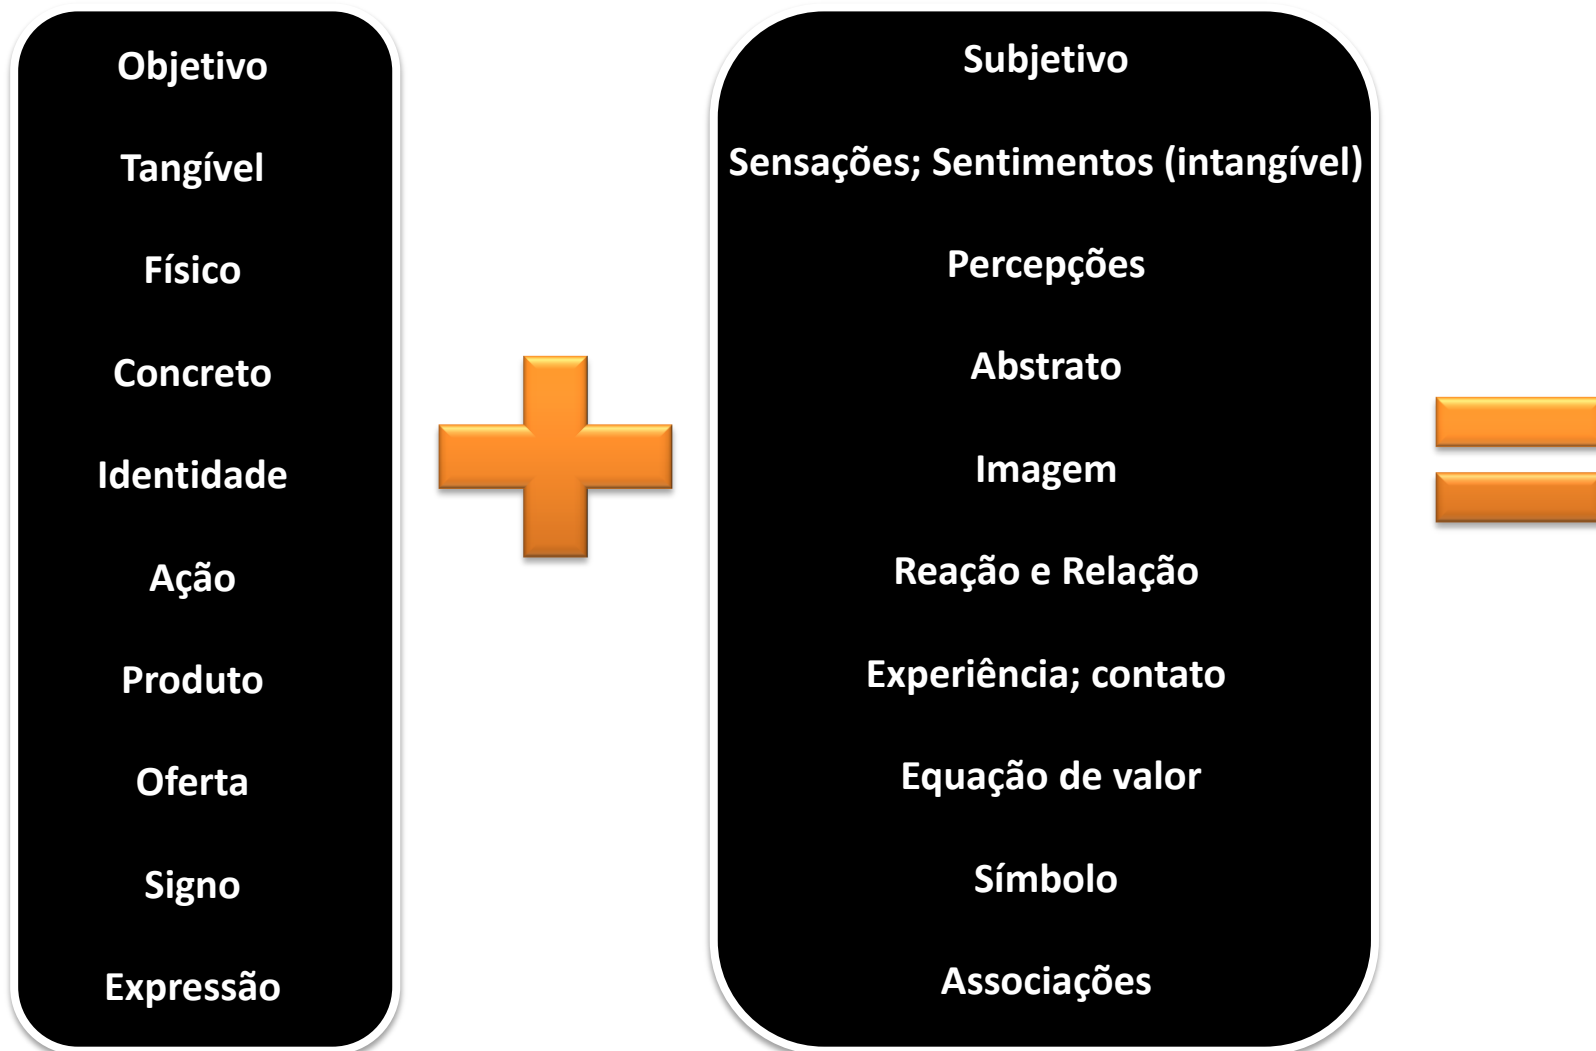 Objetivo
Tangível
Físico
Concreto
Identidade
Ação
Produto
Oferta
Signo
Expressão
Subjetivo
Sensações; Sentimentos (intangível)
Percepções
Abstrato
Imagem
Reação e Relação
Experiência; contato
Equação de valor
Símbolo
Associações